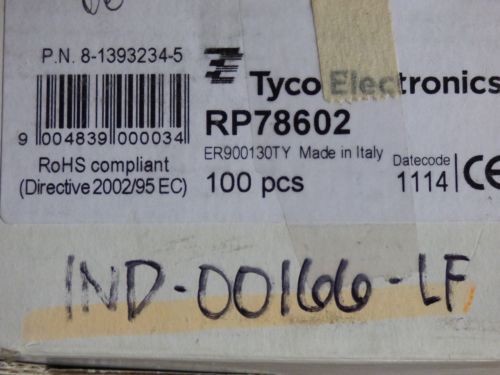 P.N. 8-1393234-5
Tyco Electronics
RP78602
9 004839 000034
ER900130TY Made in Italy
RoHS compliant
(Directive 2002/95 EC)
100 pcs
Datecode
1114
CE
IND-00166-LF